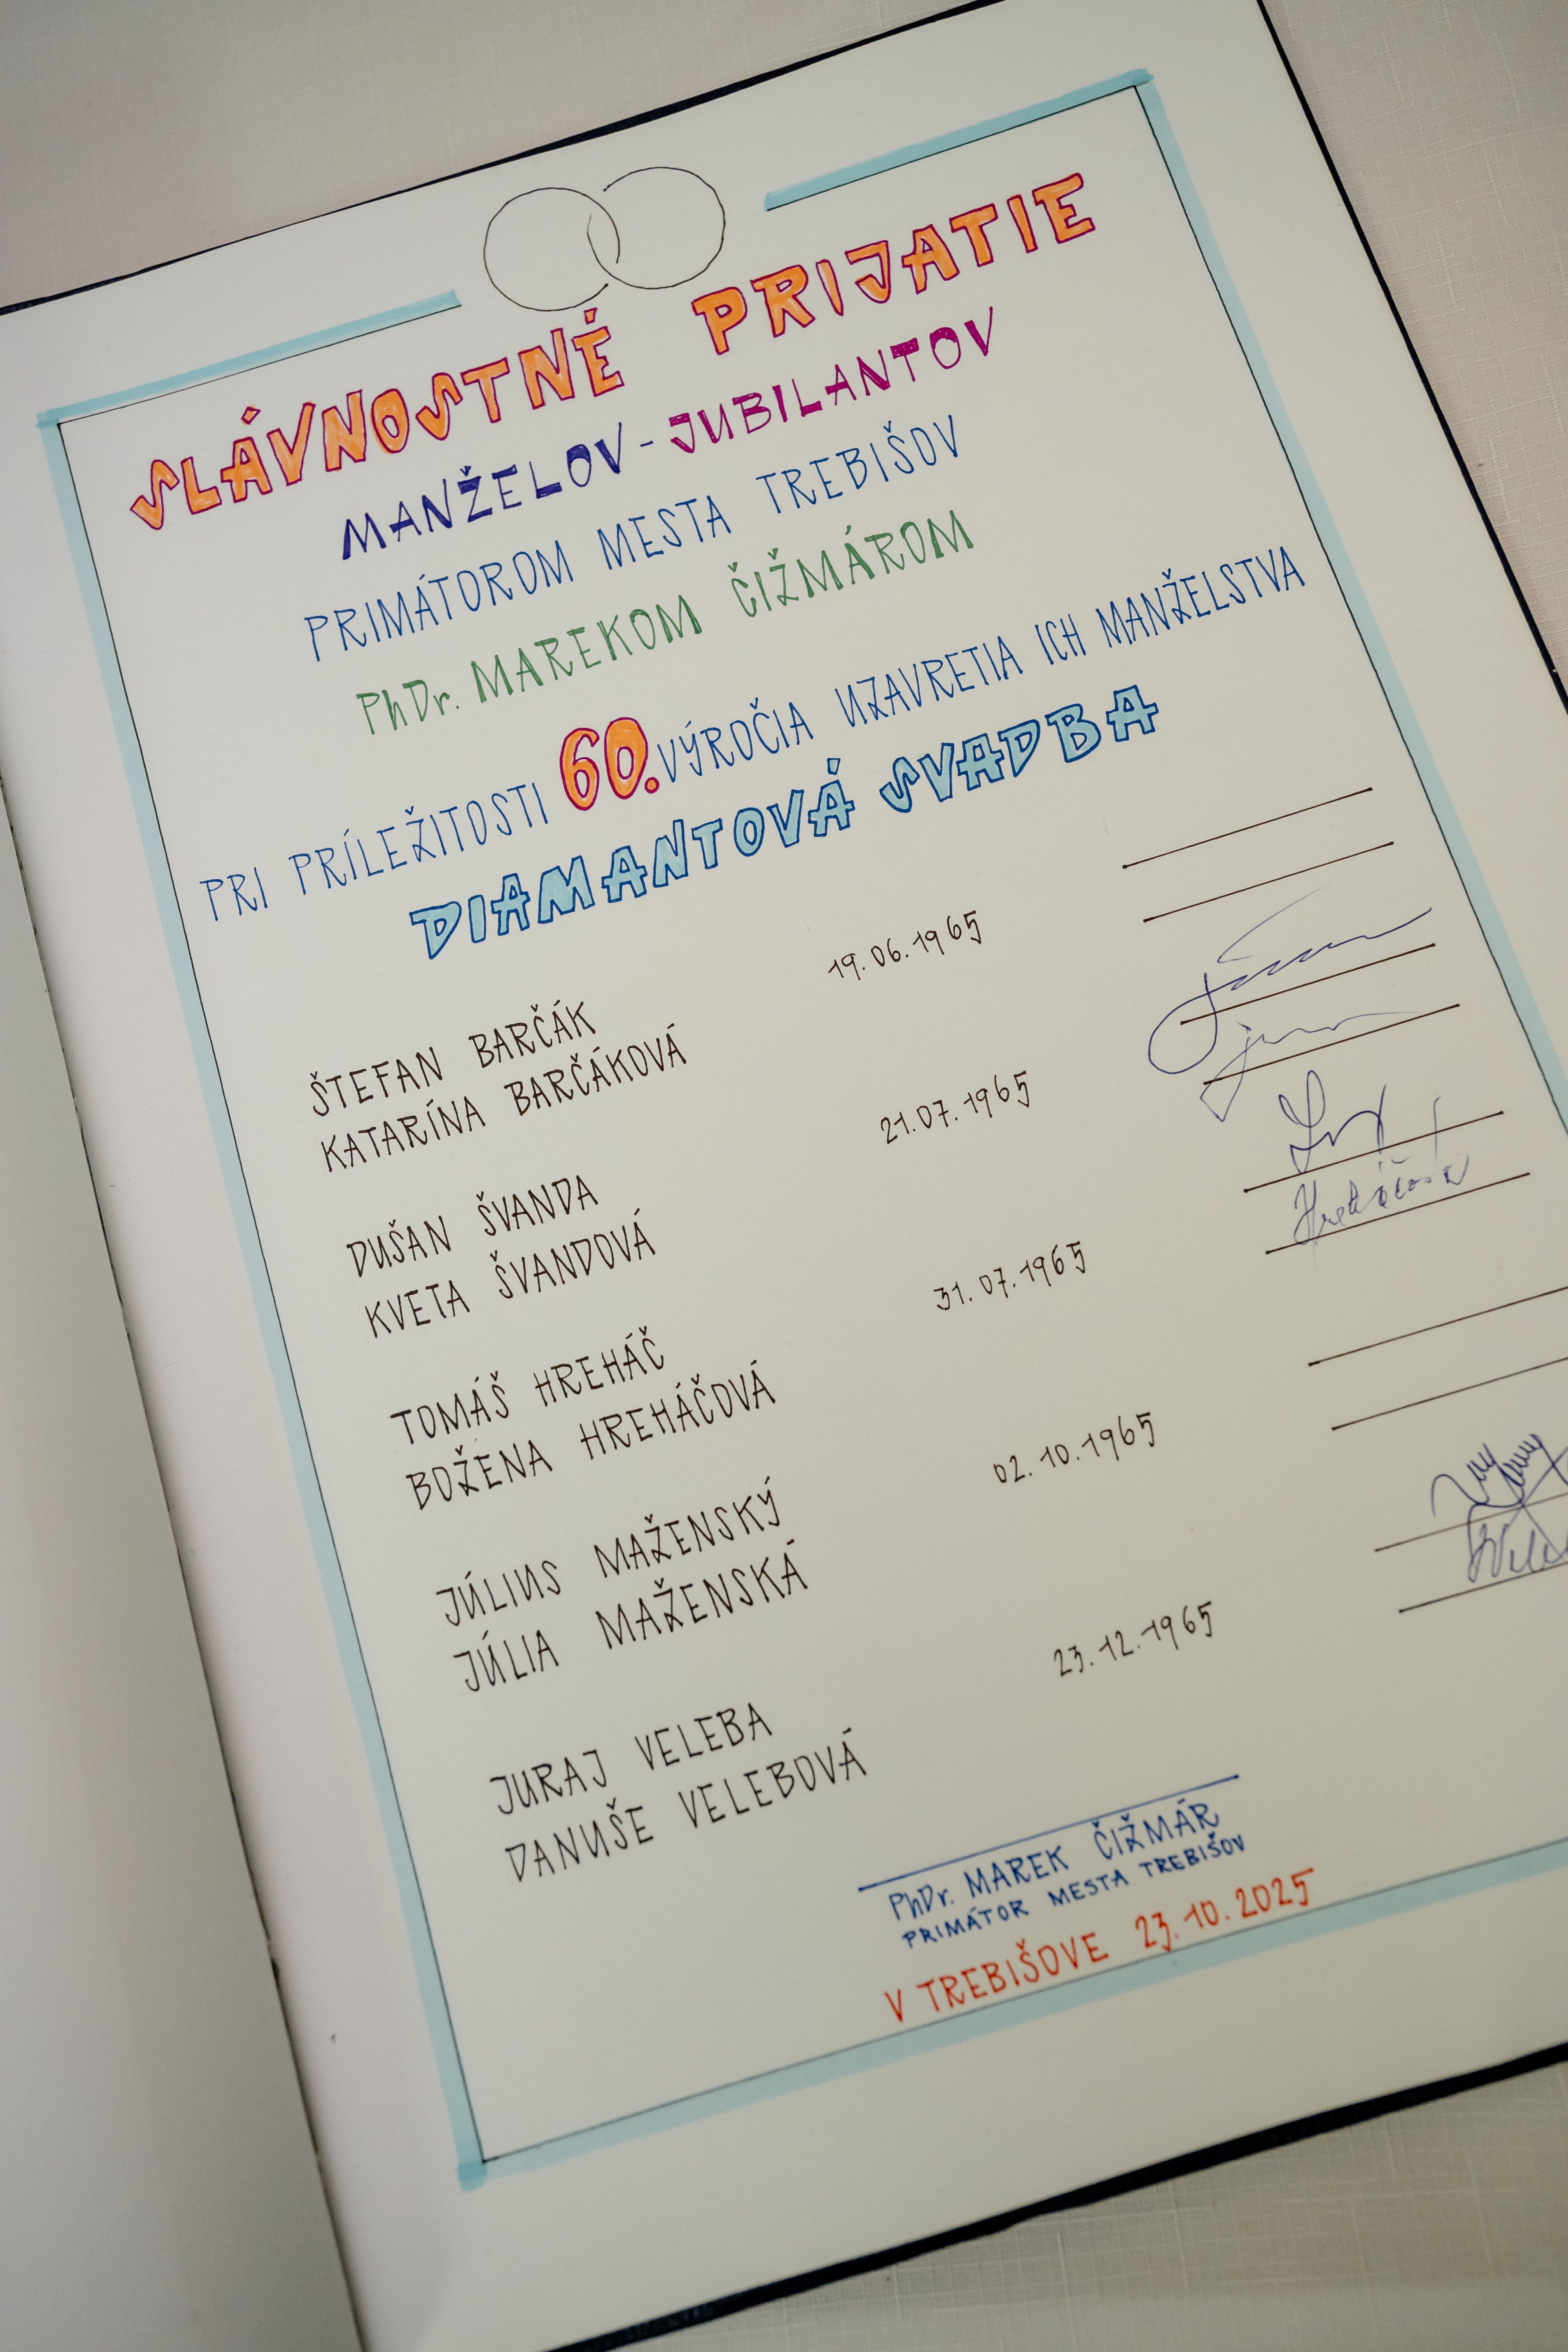 SLÁVNOSTNÉ PRIJATIE
MANŽELOV - JUBILANTOV
PRIMÁTOROM MESTA TREBIŠOV
PhDr. MAREKOM ČIŽMÁROM
PRI PRÍLEŽITOSTI 60. VÝROČIA UZAVRETIA ICH MANŽELSTVA
DIAMANTOVÁ SVADBA
19.06.1965
ŠTEFAN BARČÁK
KATARÍNA BARČÁKOVÁ
21.07.1965
DUŠAN ŠVANDA
KVETA ŠVANDOVÁ
31.07.1965
TOMÁŠ HREHÁČ
BOŽENA HREHÁČOVÁ
Hreháčová
02.10.1965
JÚLIUS MAŽENSKÝ
JÚLIA MAŽENSKÁ
23.12.1965
JURAJ VELEBA
DANUŠE VELEBOVÁ
PhDr. MAREK ČIŽMÁR
PRIMÁTOR MESTA TREBIŠOV
V TREBIŠOVE 23.10.2025